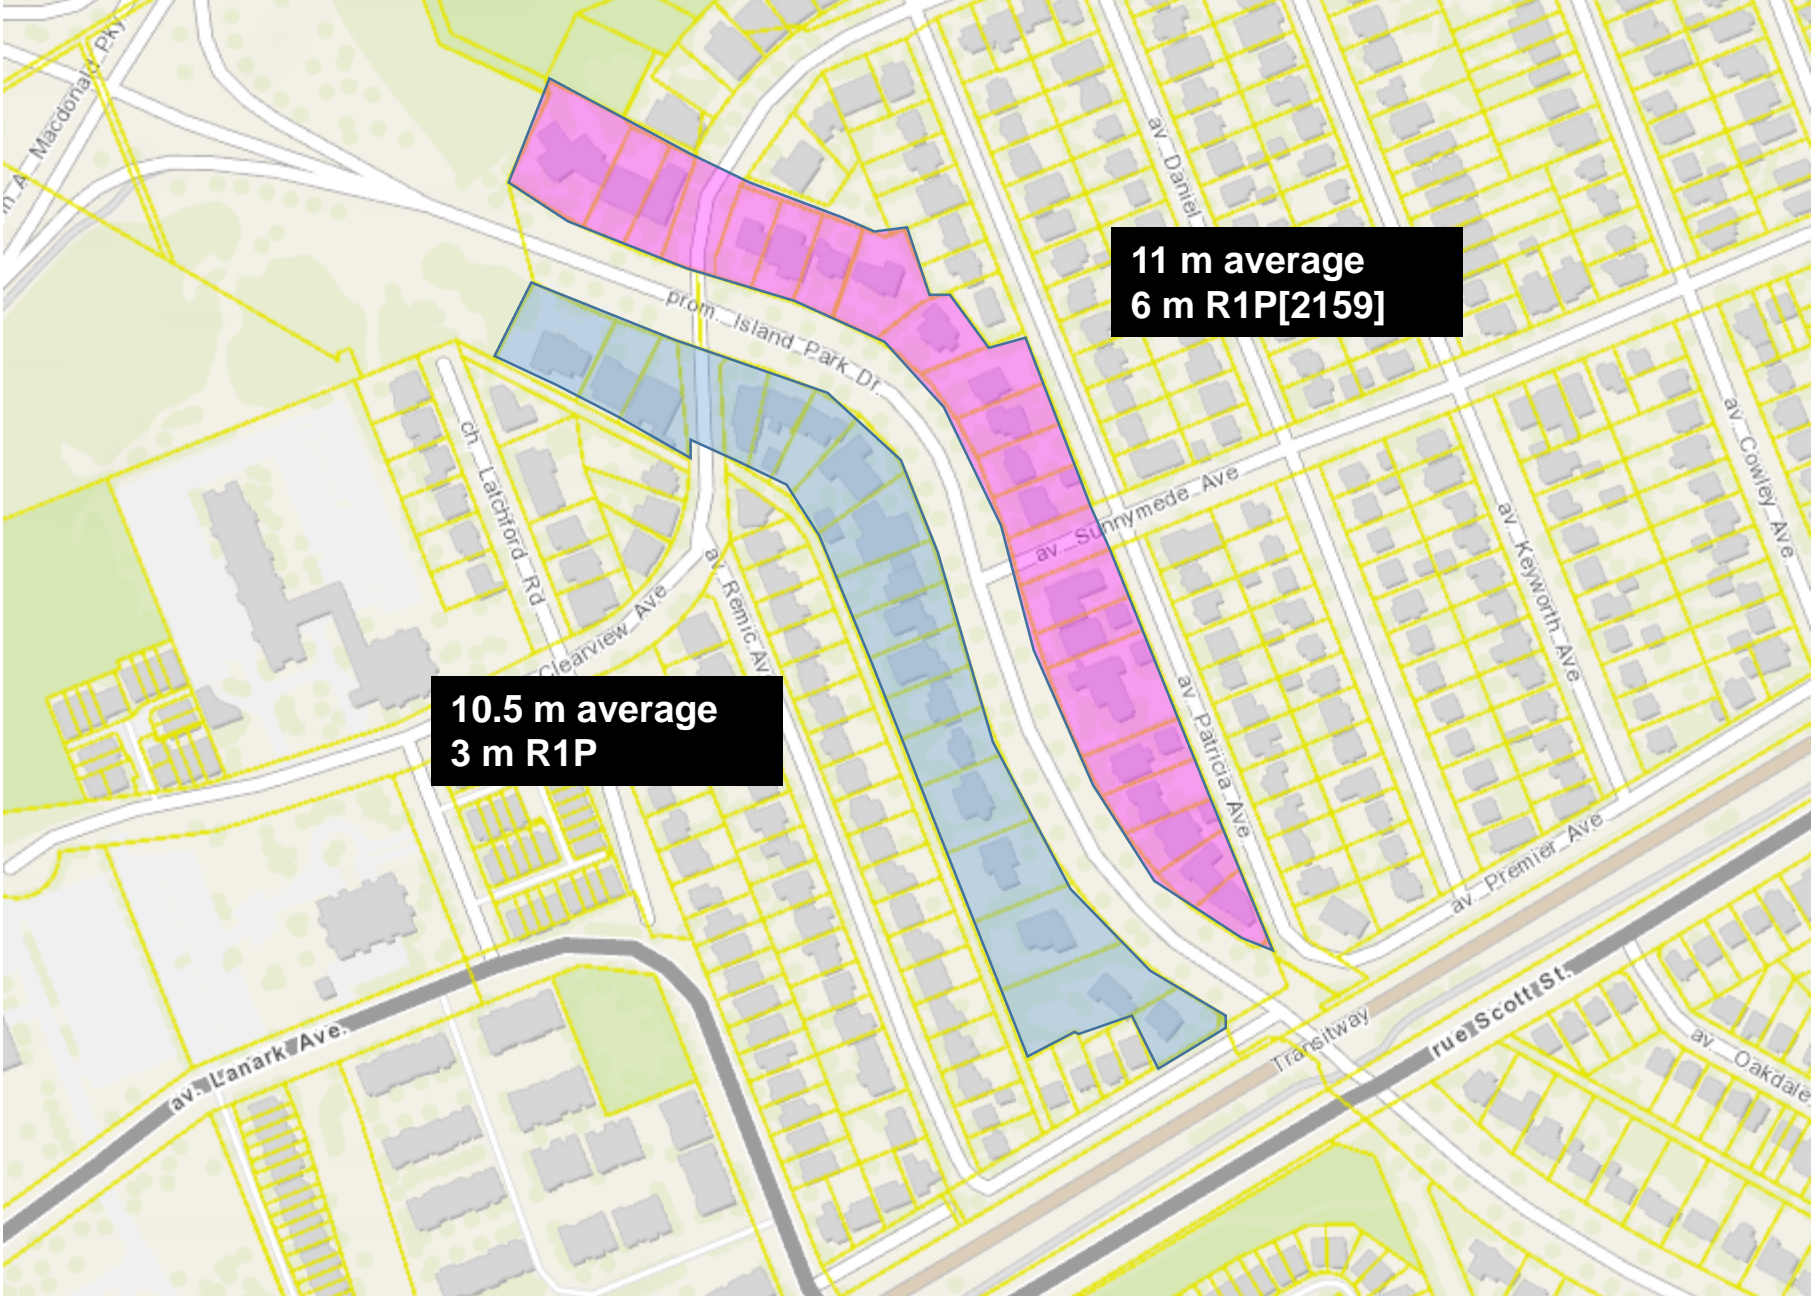 n A Macdonald Pky
av. Daniel
11 m average
6 m R1P[2159]
prom. Island Park Dr
av. Cowley Ave
ch. Latchford Rd
av. Sunnymede Ave
av. Keyworth Ave
av. Remic Av
Clearview Ave
10.5 m average
3 m R1P
av. Patricia Ave
av. Premier Ave
rue Scott St.
Transitway
av. Lanark Ave.
av. Oakdale